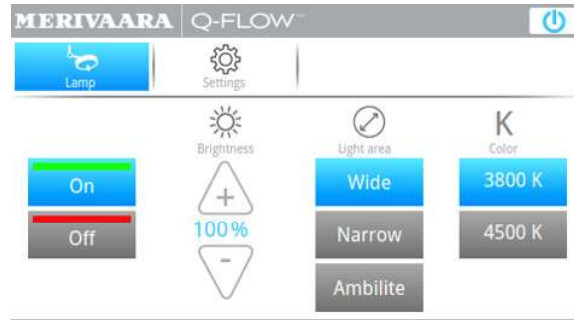 MERIVAARA Q-FLOW™
Lamp
Settings
Brightness
Light area
K
Color
On
Off
+
100%
-
Wide
Narrow
Ambilite
3800 K
4500 K